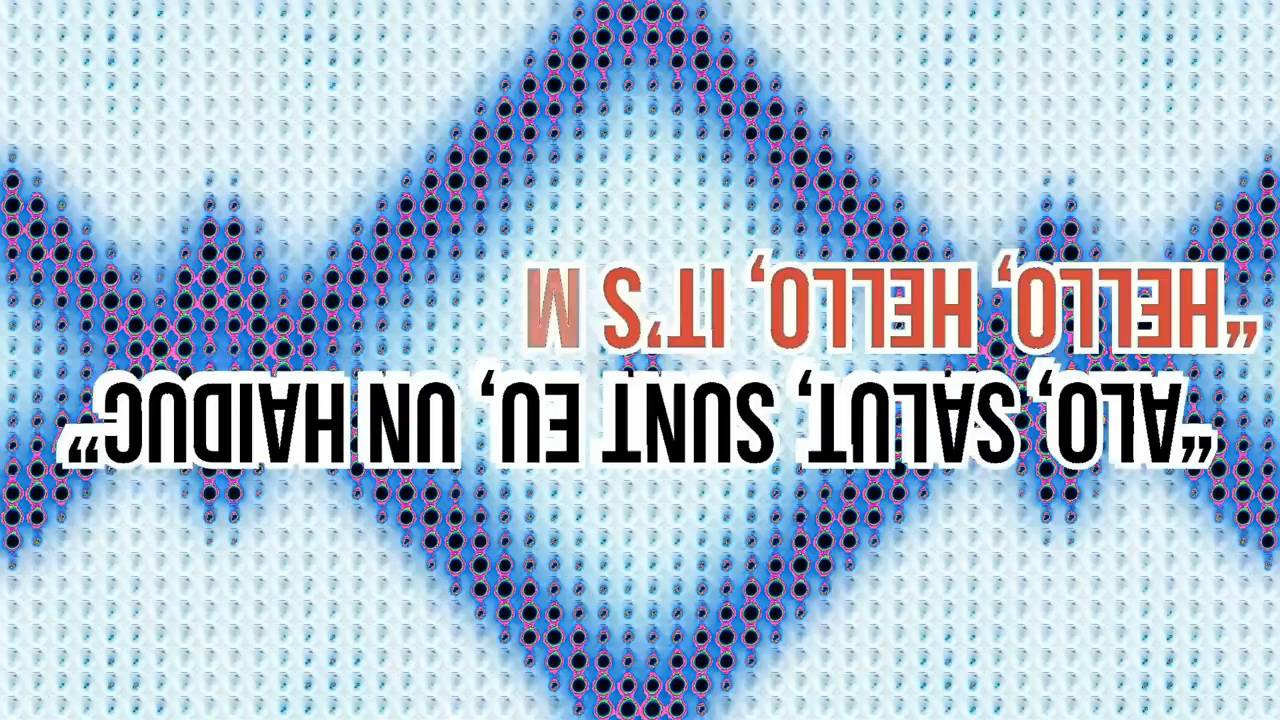 “ALO, SALUT, SUNT EU, UN HAIDUC”
“HELLO, HELLO, IT’S M